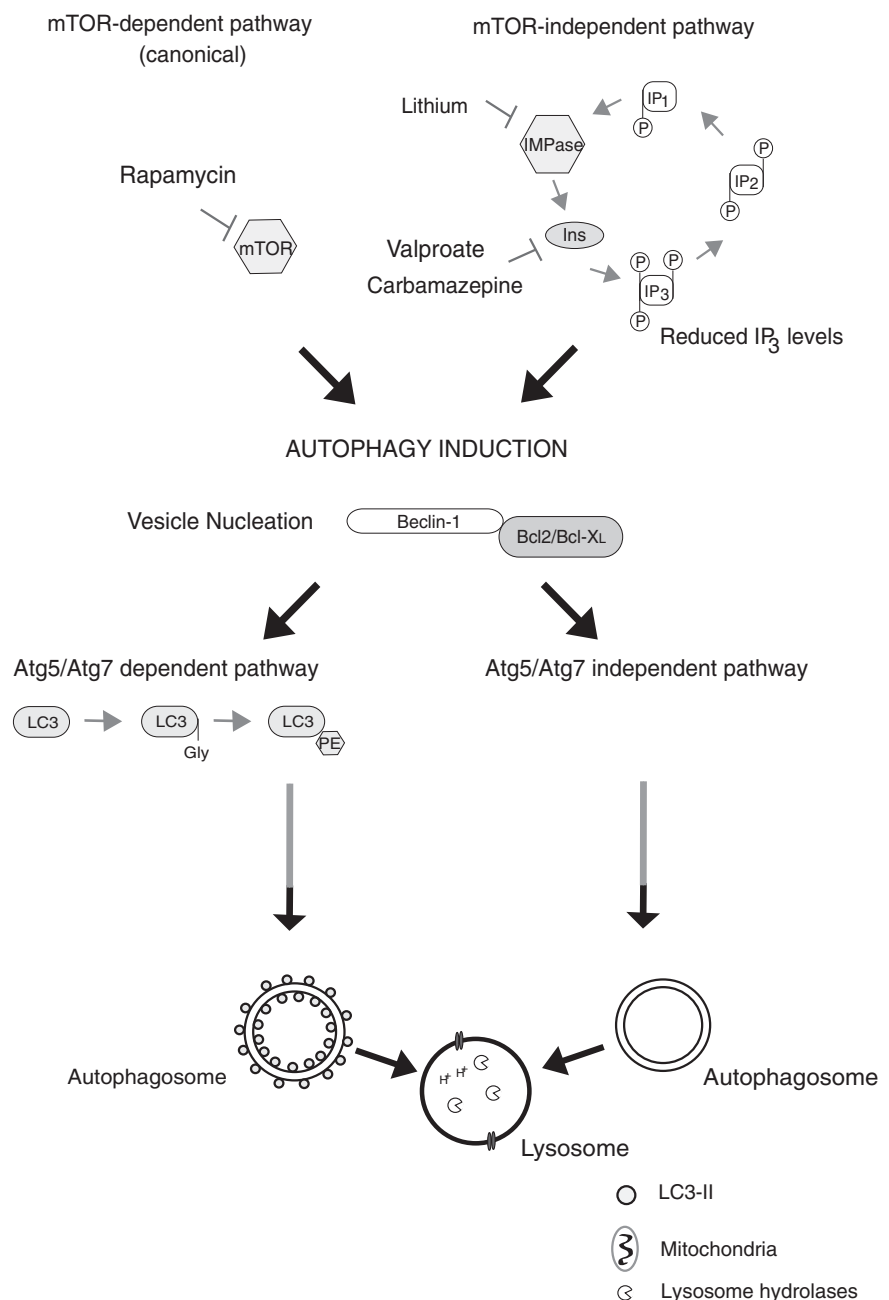 mTOR-dependent pathway
(canonical)
mTOR-independent pathway
Lithium
IMPase
IP1
P
IP2
P
P
Rapamycin
mTOR
Ins
Valproate
Carbamazepine
P
P
IP3
P
Reduced IP3 levels
AUTOPHAGY INDUCTION
Vesicle Nucleation
Beclin-1
Bcl2/Bcl-XL
Atg5/Atg7 dependent pathway
Atg5/Atg7 independent pathway
LC3
LC3
Gly
LC3
PE
Autophagosome
H+ H+
Lysosome
Autophagosome
LC3-II
Mitochondria
Lysosome hydrolases